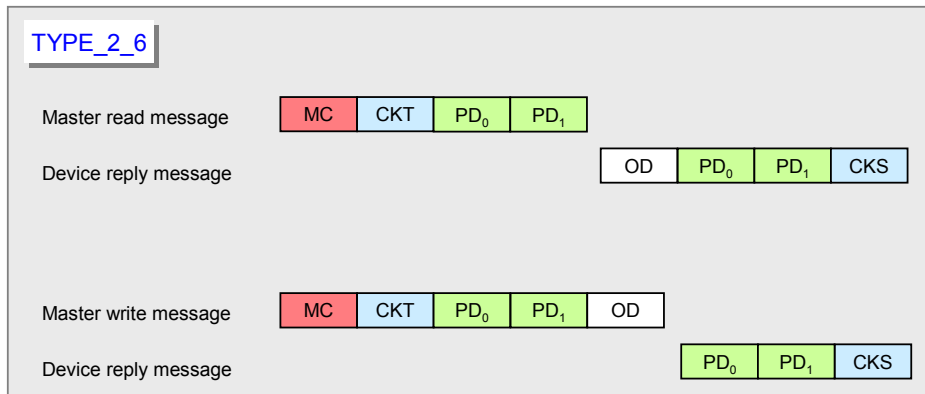 TYPE_2_6
Master read message MC CKT PD₀ PD₁
Device reply message OD PD₀ PD₁ CKS
Master write message MC CKT PD₀ PD₁ OD
Device reply message PD₀ PD₁ CKS